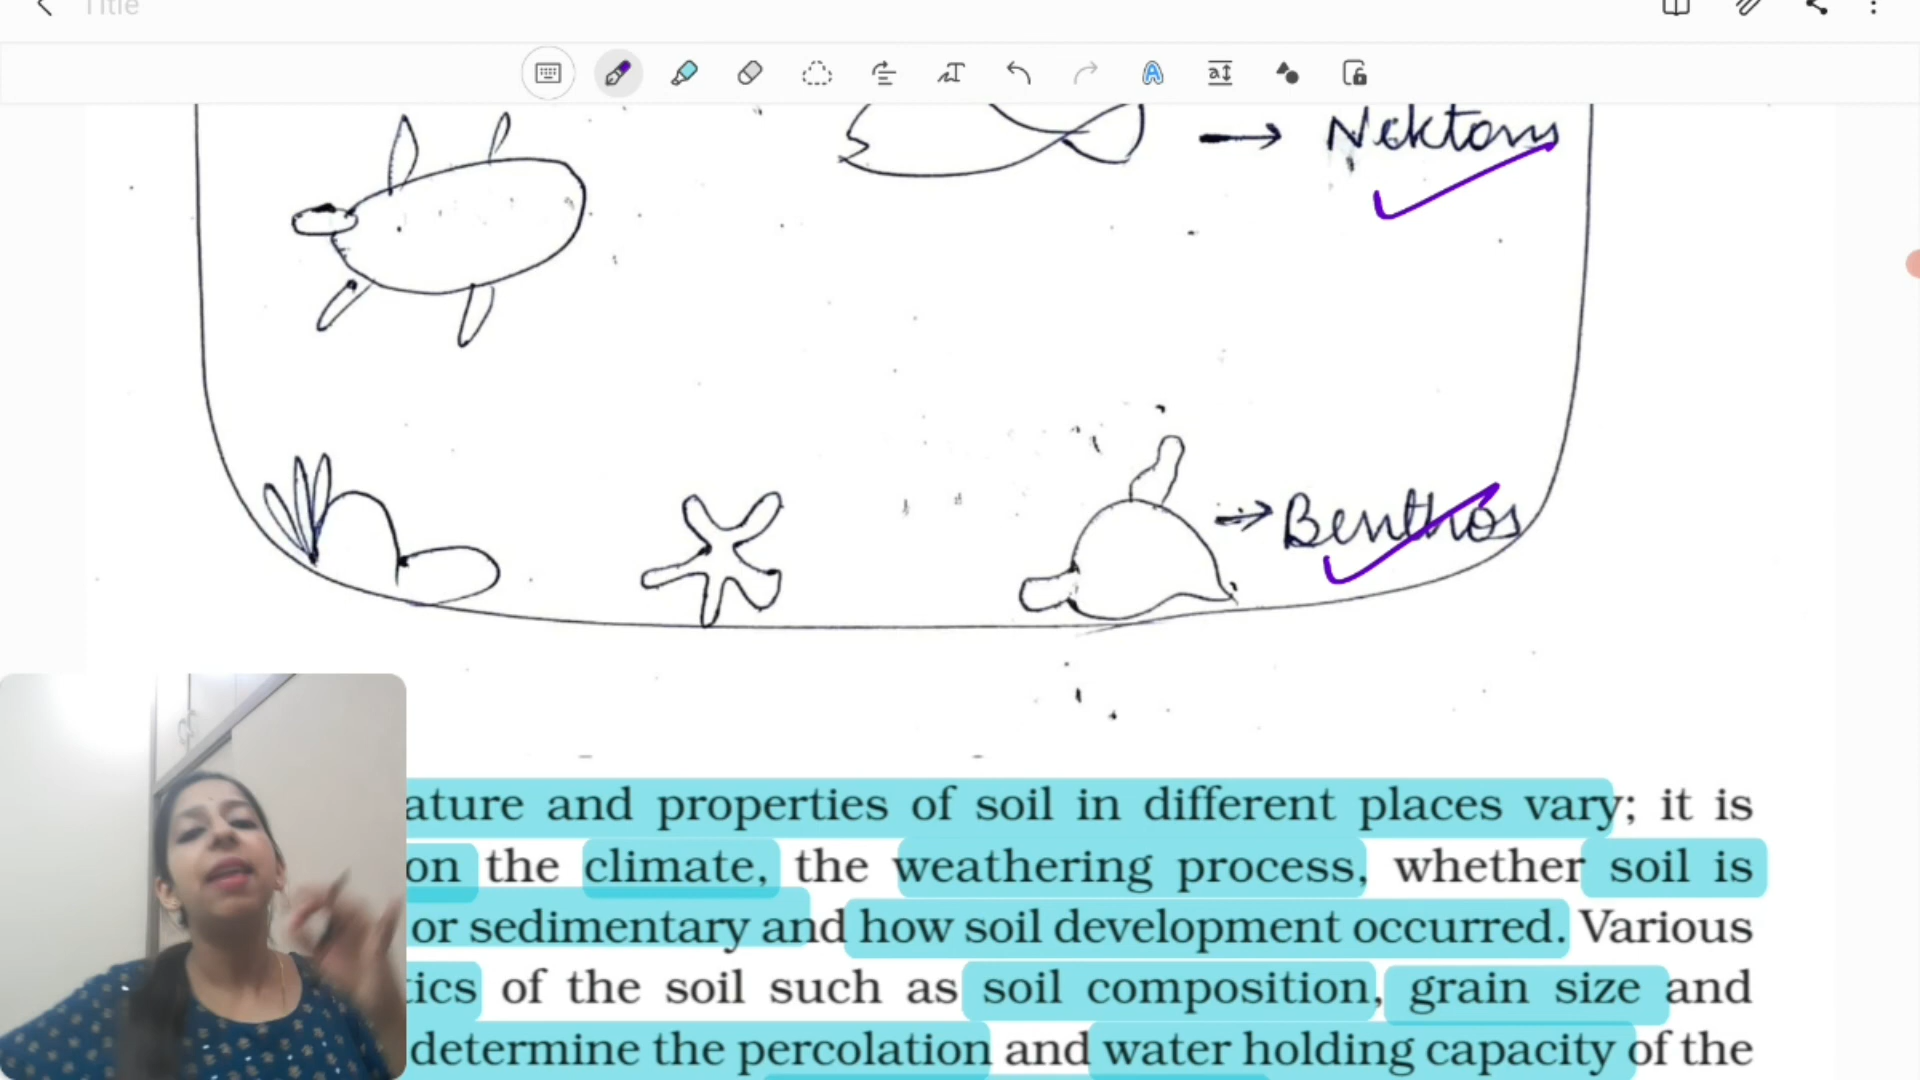 Title
Nektons
Benthos
ature and properties of soil in different places vary; it is
on the climate, the weathering process, whether soil is
or sedimentary and how soil development occurred. Various
tics of the soil such as soil composition, grain size and
determine the percolation and water holding capacity of the